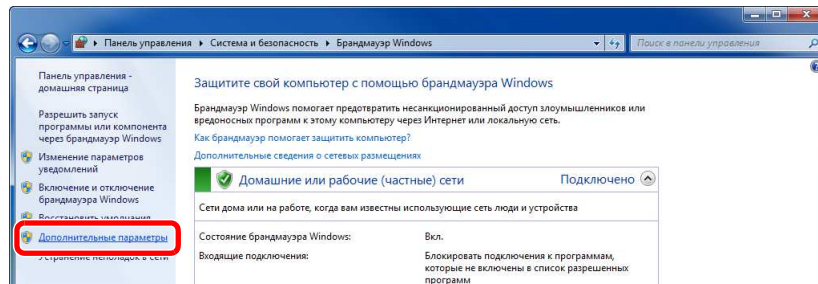 Панель управления ▸ Система и безопасность ▸ Брандмауэр Windows
Поиск в панели управления
Панель управления -
домашняя страница
Разрешить запуск
программы или компонента
через брандмауэр Windows
Изменение параметров
уведомлений
Включение и отключение
брандмауэра Windows
Восстановить умолчания
Дополнительные параметры
Устранение неполадок в сети
Защитите свой компьютер с помощью брандмауэра Windows
Брандмауэр Windows помогает предотвратить несанкционированный доступ злоумышленников или
вредоносных программ к этому компьютеру через Интернет или локальную сеть.
Как брандмауэр помогает защитить компьютер?
Дополнительные сведения о сетевых размещениях
Домашние или рабочие (частные) сети Подключено
Сети дома или на работе, когда вам известны использующие сеть люди и устройства
Состояние брандмауэра Windows: Вкл.
Входящие подключения: Блокировать подключения к программам,
которые не включены в список разрешенных
программ